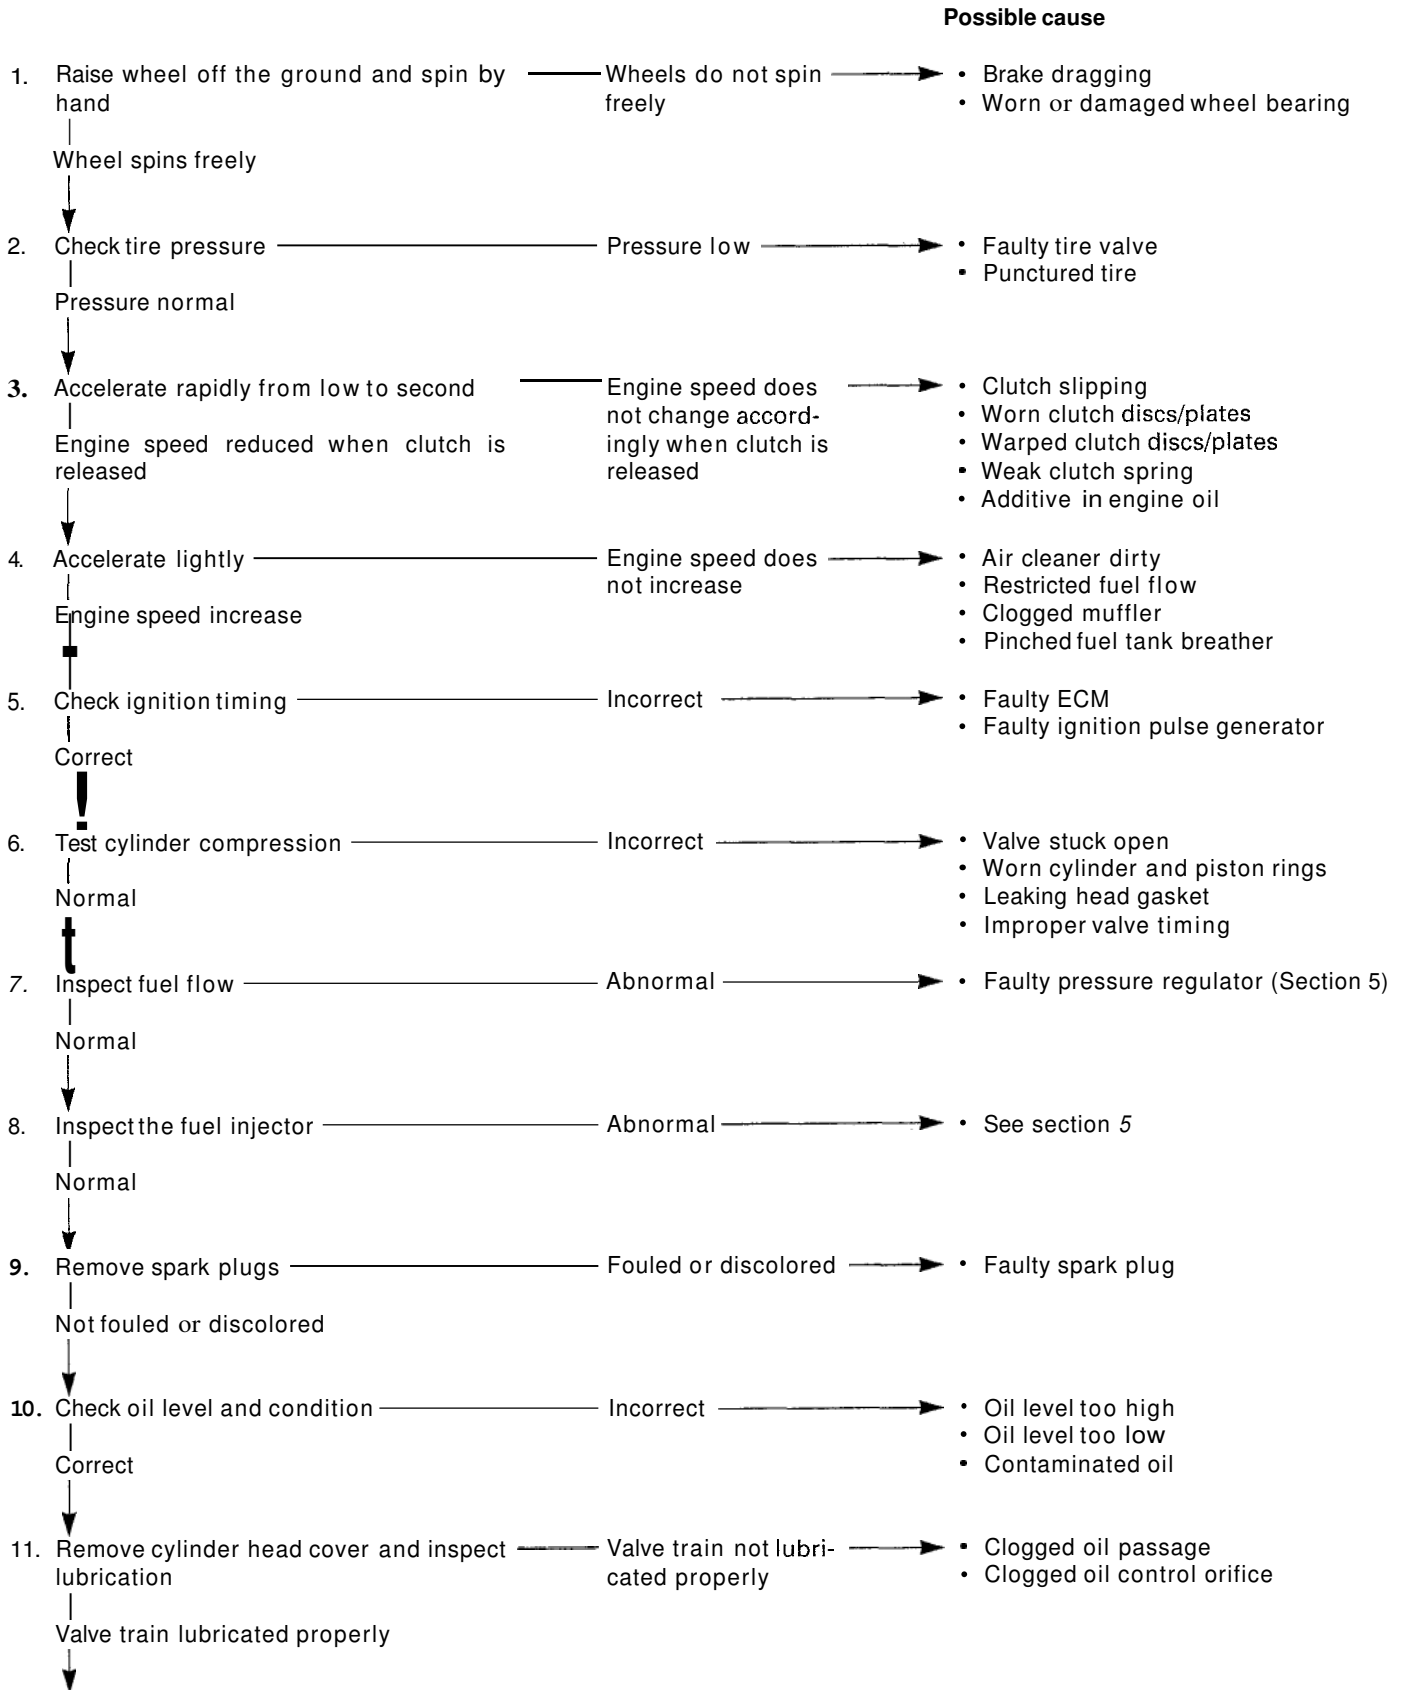 Possible cause
1. Raise wheel off the ground and spin by
hand
Wheels do not spin
freely
• Brake dragging
• Worn or damaged wheel bearing
Wheel spins freely
2. Check tire pressure
Pressure low
• Faulty tire valve
• Punctured tire
Pressure normal
3. Accelerate rapidly from low to second
Engine speed does
not change accord-
ingly when clutch is
released
• Clutch slipping
• Worn clutch discs/plates
• Warped clutch discs/plates
• Weak clutch spring
• Additive in engine oil
Engine speed reduced when clutch is
released
4. Accelerate lightly
Engine speed does
not increase
• Air cleaner dirty
• Restricted fuel flow
• Clogged muffler
• Pinched fuel tank breather
Engine speed increase
5. Check ignition timing
Incorrect
• Faulty ECM
• Faulty ignition pulse generator
Correct
6. Test cylinder compression
Incorrect
• Valve stuck open
• Worn cylinder and piston rings
• Leaking head gasket
• Improper valve timing
Normal
7. Inspect fuel flow
Abnormal
• Faulty pressure regulator (Section 5)
Normal
8. Inspect the fuel injector
Abnormal
• See section 5
Normal
9. Remove spark plugs
Fouled or discolored
• Faulty spark plug
Not fouled or discolored
10. Check oil level and condition
Incorrect
• Oil level too high
• Oil level too low
• Contaminated oil
Correct
11. Remove cylinder head cover and inspect
lubrication
Valve train not lubri-
cated properly
• Clogged oil passage
• Clogged oil control orifice
Valve train lubricated properly